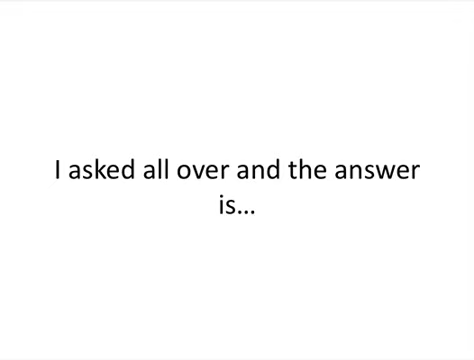 I asked all over and the answer
is…